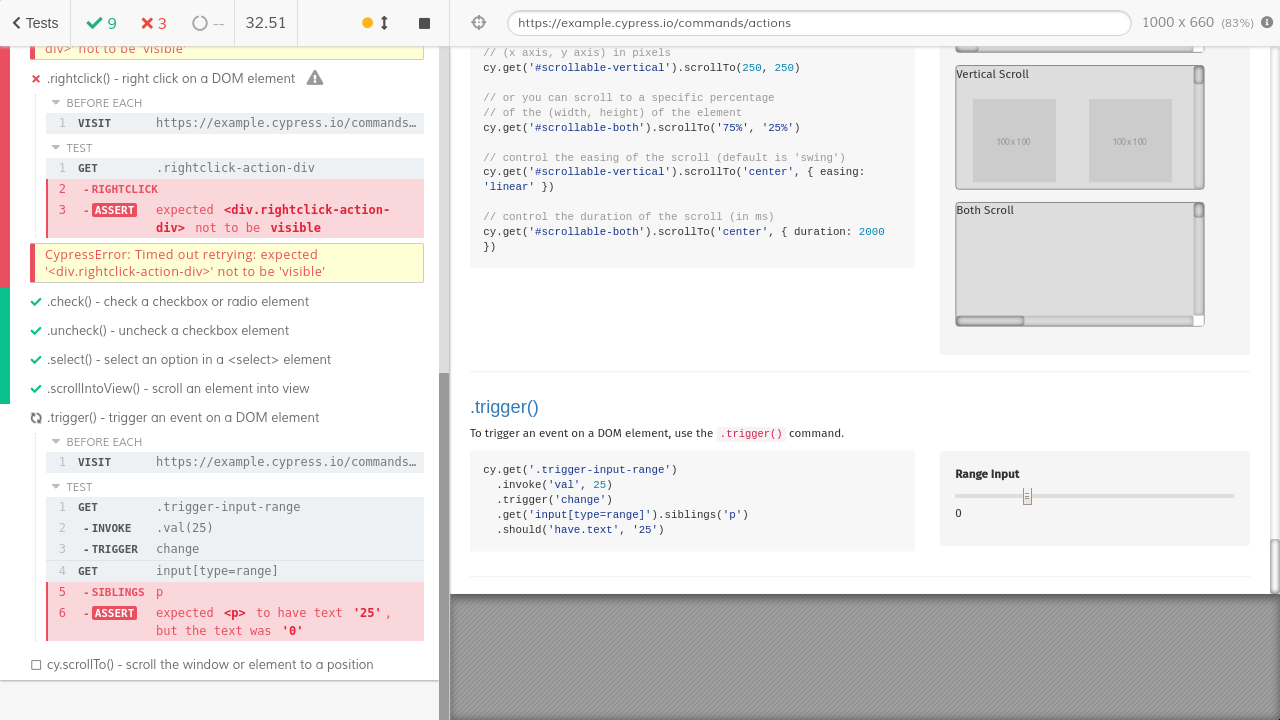 Tests
9
3
--
32.51
https://example.cypress.io/commands/actions
1000 x 660 (83%)
div>' not to be 'visible'
.rightclick() - right click on a DOM element
BEFORE EACH
1 VISIT https://example.cypress.io/commands…
TEST
1 GET .rightclick-action-div
2 - RIGHTCLICK
3 - ASSERT expected <div.rightclick-action-
div> not to be visible
CypressError: Timed out retrying: expected
'<div.rightclick-action-div>' not to be 'visible'
.check() - check a checkbox or radio element
.uncheck() - uncheck a checkbox element
.select() - select an option in a <select> element
.scrollIntoView() - scroll an element into view
.trigger() - trigger an event on a DOM element
BEFORE EACH
1 VISIT https://example.cypress.io/commands…
TEST
1 GET .trigger-input-range
2 - INVOKE .val(25)
3 - TRIGGER change
4 GET input[type=range]
5 - SIBLINGS p
6 - ASSERT expected <p> to have text '25',
but the text was '0'
cy.scrollTo() - scroll the window or element to a position
// (x axis, y axis) in pixels
cy.get('#scrollable-vertical').scrollTo(250, 250)
// or you can scroll to a specific percentage
// of the (width, height) of the element
cy.get('#scrollable-both').scrollTo('75%', '25%')
// control the easing of the scroll (default is 'swing')
cy.get('#scrollable-vertical').scrollTo('center', { easing:
'linear' })
// control the duration of the scroll (in ms)
cy.get('#scrollable-both').scrollTo('center', { duration: 2000
})
Vertical Scroll
100 x 100
100 x 100
Both Scroll
.trigger()
To trigger an event on a DOM element, use the .trigger() command.
cy.get('.trigger-input-range')
.invoke('val', 25)
.trigger('change')
.get('input[type=range]').siblings('p')
.should('have.text', '25')
Range Input
0